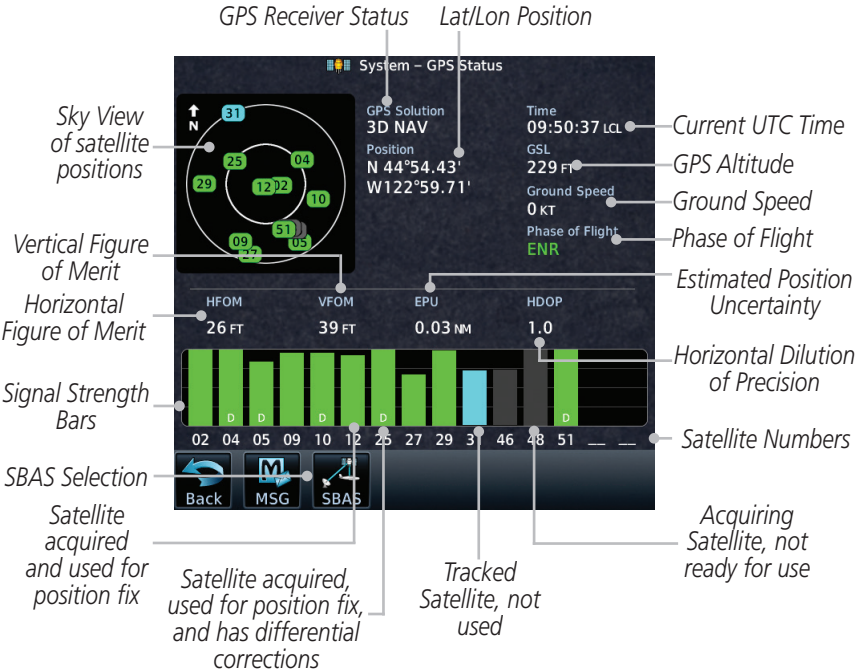 GPS Receiver Status
Lat/Lon Position
System – GPS Status
Sky View
of satellite
positions
N
31
25
04
29
12
02
10
51
09
05
27
GPS Solution
3D NAV
Position
N 44°54.43'
W122°59.71'
Time
09:50:37 LCL
GSL
229 FT
Ground Speed
0 KT
Phase of Flight
ENR
Current UTC Time
GPS Altitude
Ground Speed
Phase of Flight
Vertical Figure
of Merit
Horizontal
Figure of Merit
Estimated Position
Uncertainty
HFOM
26 FT
VFOM
39 FT
EPU
0.03 NM
HDOP
1.0
Horizontal Dilution
of Precision
Signal Strength
Bars
D D D D D
02 04 05 09 10 12 25 27 29 31 46 48 51 __ __
Satellite Numbers
SBAS Selection
Back
MSG
SBAS
Satellite
acquired
and used for
position fix
Satellite acquired,
used for position fix,
and has differential
corrections
Tracked
Satellite, not
used
Acquiring
Satellite, not
ready for use